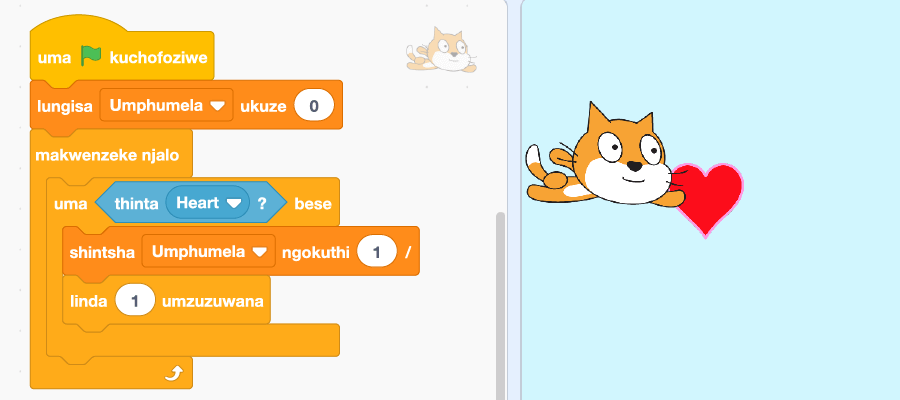 uma kuchofoziwe
lungisa Umphumela ukuze 0
makwenzeke njalo
uma thinta Heart ? bese
shintsha Umphumela ngokuthi 1 /
linda 1 umzuzuwana